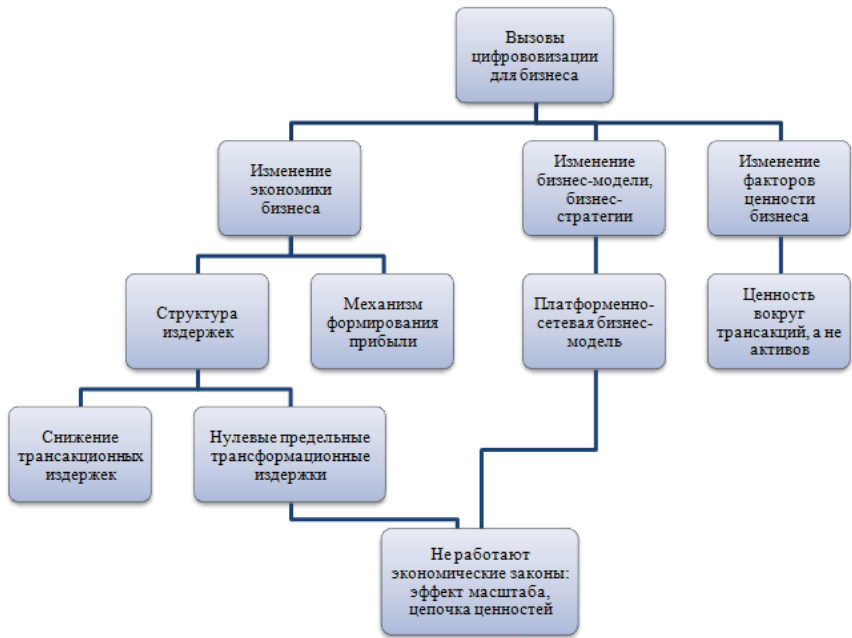 Вызовы
цифрововизации
для бизнеса
Изменение
экономики
бизнеса
Изменение
бизнес-модели,
бизнес-
стратегии
Изменение
факторов
ценности
бизнеса
Структура
издержек
Механизм
формирования
прибыли
Платформенно-
сетевая бизнес-
модель
Ценность
вокруг
трансакций, а не
активов
Снижение
трансакционных
издержек
Нулевые предельные
трансформационные
издержки
Не работают
экономические законы:
эффект масштаба,
цепочка ценностей